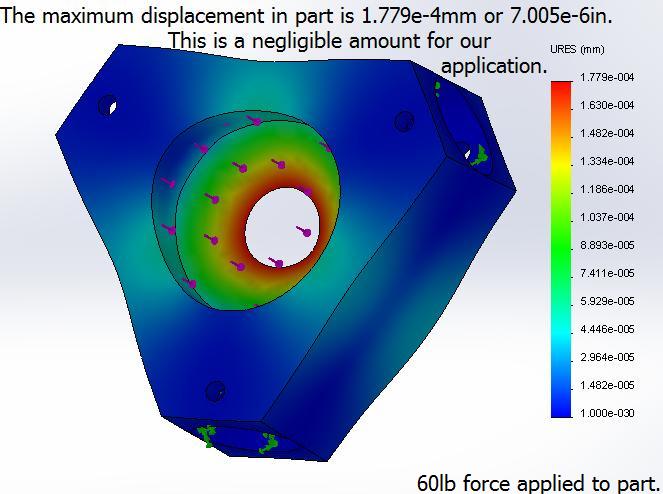 The maximum displacement in part is 1.779e-4mm or 7.005e-6in.
This is a negligible amount for our
application.
URES (mm)
1.779e-004
1.630e-004
1.482e-004
1.334e-004
1.186e-004
1.037e-004
8.893e-005
7.411e-005
5.929e-005
4.446e-005
2.964e-005
1.482e-005
1.000e-030
60lb force applied to part.